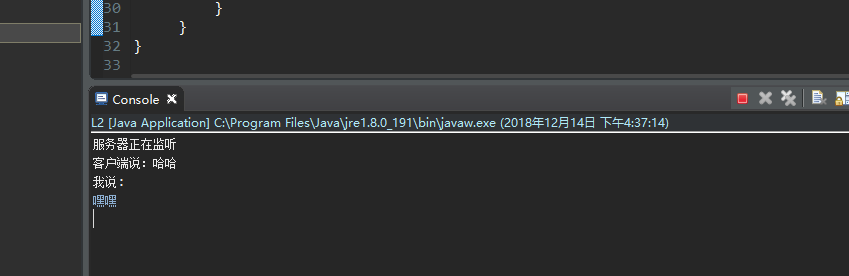 30 }
31 }
32 }
33
Console
L2 [Java Application] C:\Program Files\Java\jre1.8.0_191\bin\javaw.exe (2018年12月14日 下午4:37:14)
服务器正在监听
客户端说：哈哈
我说：
嘿嘿